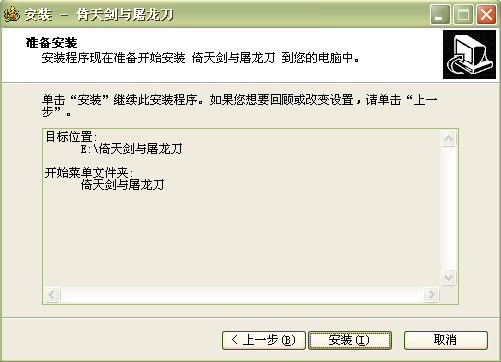 安装 - 倚天剑与屠龙刀
准备安装
安装程序现在准备开始安装 倚天剑与屠龙刀 到您的电脑中。
单击“安装”继续此安装程序。如果您想要回顾或改变设置，请单击“上一
步”。
目标位置:
E:\倚天剑与屠龙刀
开始菜单文件夹:
倚天剑与屠龙刀
< 上一步(B)
安装(I)
取消